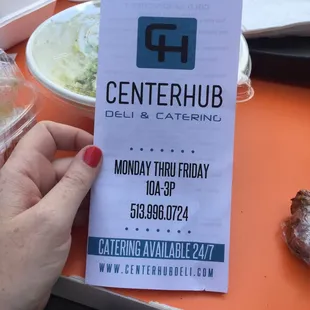 CH
CENTERHUB
DELI & CATERING
MONDAY THRU FRIDAY
10A-3P
513.996.0724
CATERING AVAILABLE 24/7
WWW.CENTERHUBDELI.COM